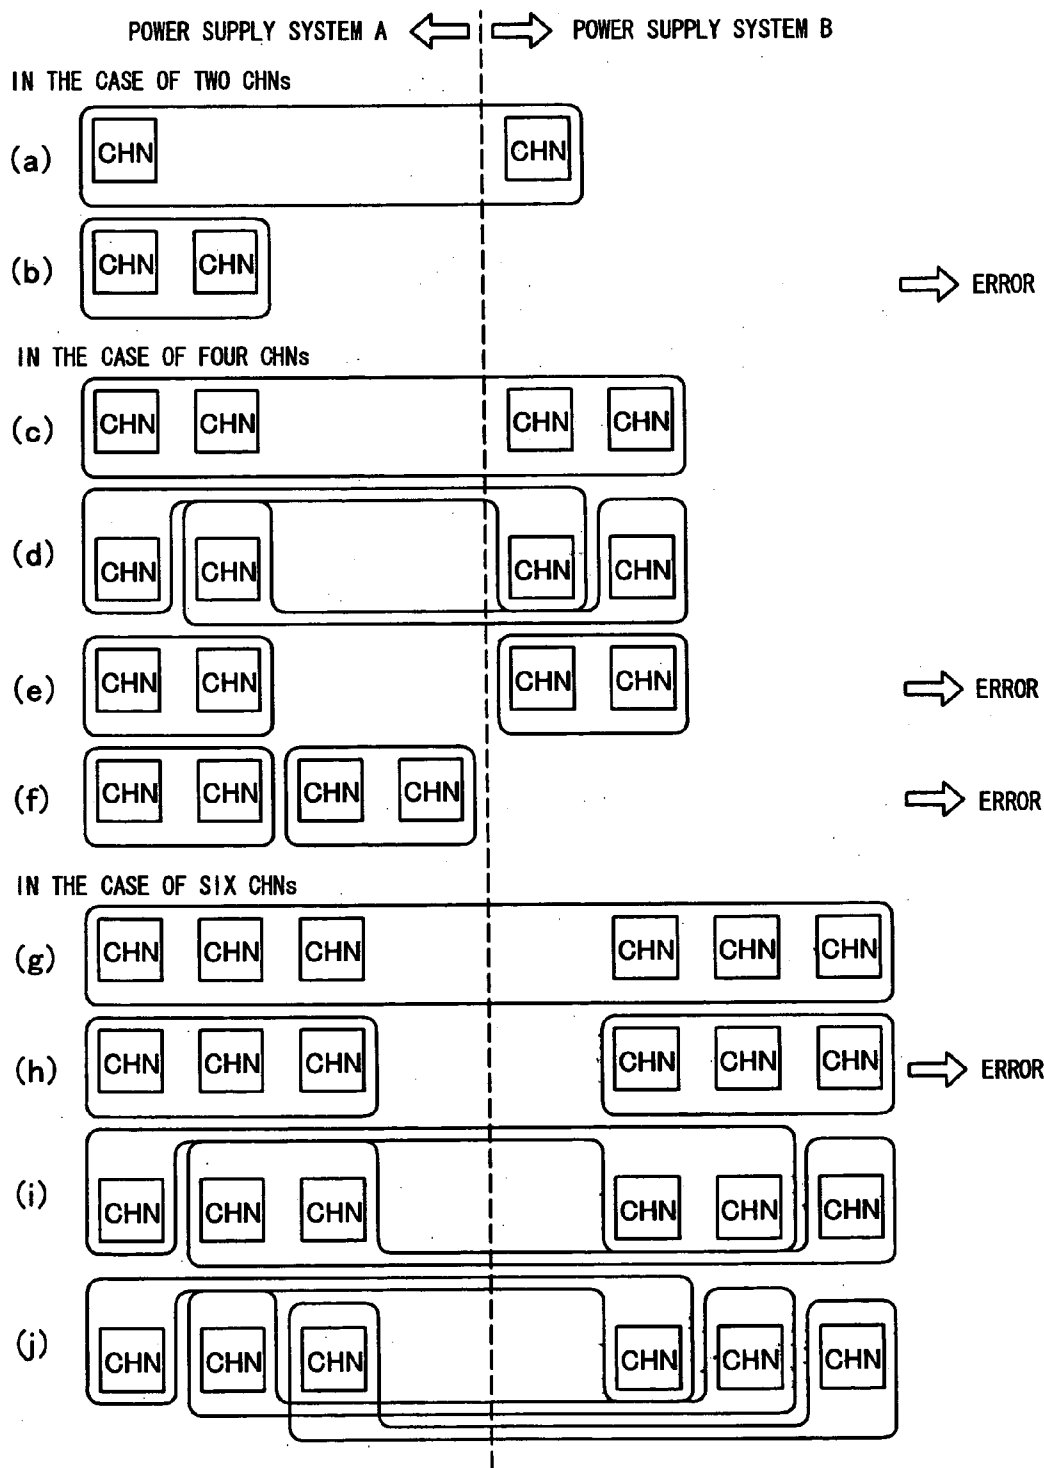 POWER SUPPLY SYSTEM A POWER SUPPLY SYSTEM B
IN THE CASE OF TWO CHNs
(a) CHN CHN
(b) CHN CHN ERROR
IN THE CASE OF FOUR CHNs
(c) CHN CHN CHN CHN
(d) CHN CHN CHN CHN
(e) CHN CHN CHN CHN ERROR
(f) CHN CHN CHN CHN ERROR
IN THE CASE OF SIX CHNs
(g) CHN CHN CHN CHN CHN CHN
(h) CHN CHN CHN CHN CHN CHN ERROR
(i) CHN CHN CHN CHN CHN CHN
(j) CHN CHN CHN CHN CHN CHN